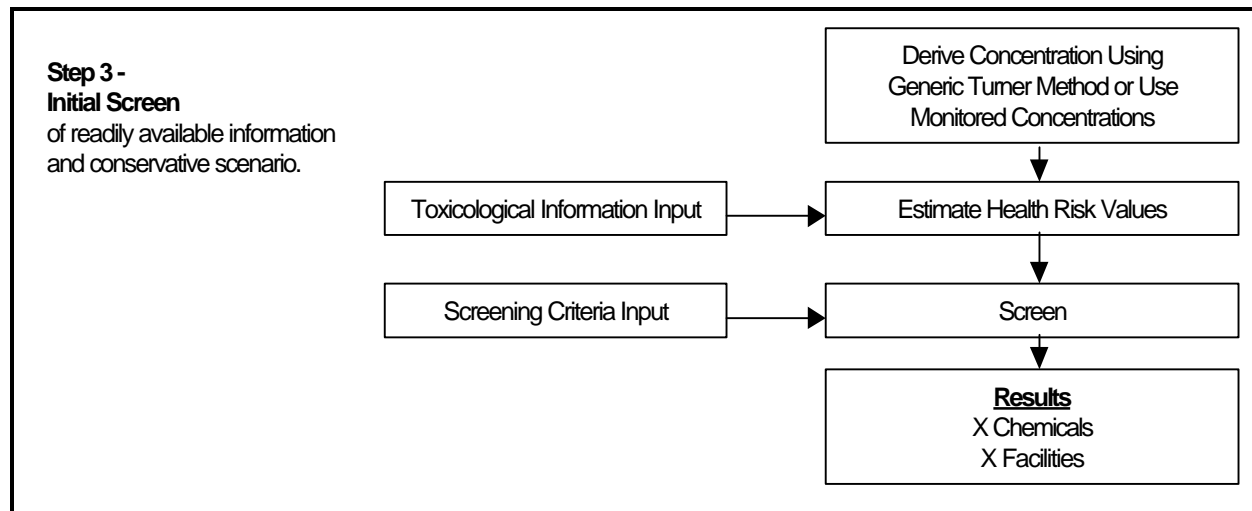 Step 3 -
Initial Screen
of readily available information
and conservative scenario.
Derive Concentration Using
Generic Turner Method or Use
Monitored Concentrations
Toxicological Information Input
Estimate Health Risk Values
Screening Criteria Input
Screen
Results
X Chemicals
X Facilities